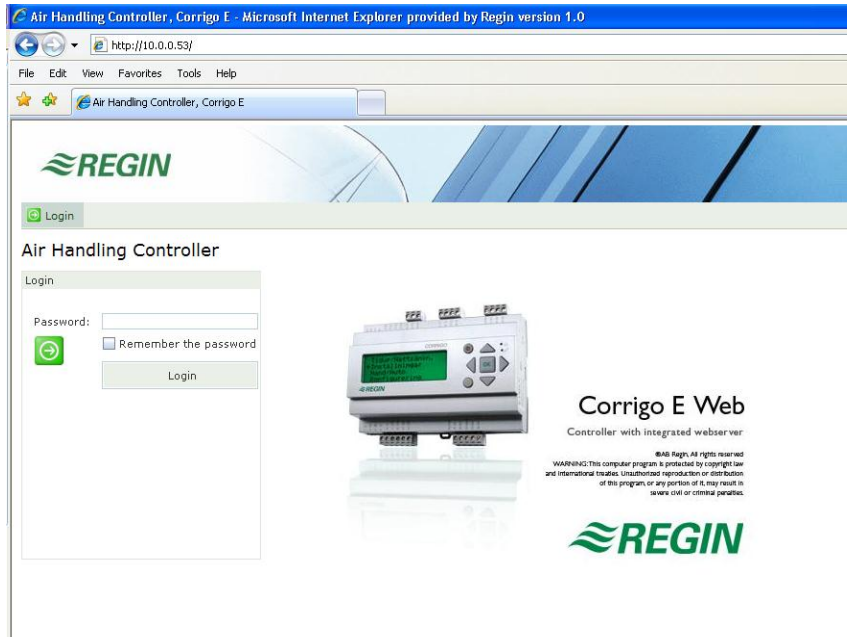 Air Handling Controller, Corrigo E - Microsoft Internet Explorer provided by Regin version 1.0
http://10.0.0.53/
File Edit View Favorites Tools Help
Air Handling Controller, Corrigo E
REGIN
Login
Air Handling Controller
Login
Password:
Remember the password
Login
CORRIGO
REGIN
Corrigo E Web
Controller with integrated webserver
®AB Regin, All rights reserved
WARNING: This computer program is protected by copyright law
and international treaties. Unauthorized reproduction or distribution
of this program, or any portion of it, may result in
severe civil or criminal penalties.
REGIN